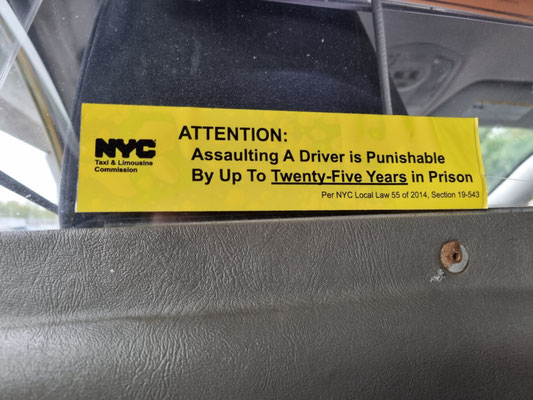 NYC
Taxi & Limousine
Commission
ATTENTION:
Assaulting A Driver is Punishable
By Up To Twenty-Five Years in Prison
Per NYC Local Law 55 of 2014, Section 19-543